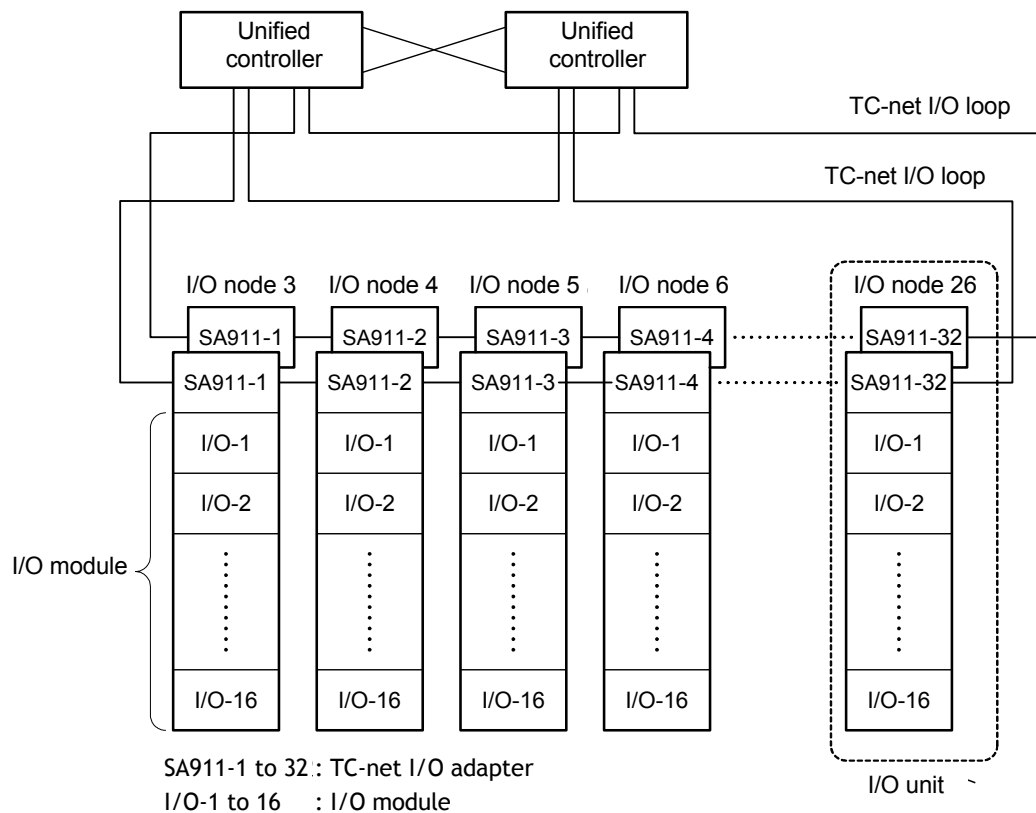 Unified
controller
Unified
controller
TC-net I/O loop
TC-net I/O loop
I/O node 3
I/O node 4
I/O node 5
I/O node 6
I/O node 26
SA911-1
SA911-2
SA911-3
SA911-4
SA911-32
SA911-1
SA911-2
SA911-3
SA911-4
SA911-32
I/O-1
I/O-1
I/O-1
I/O-1
I/O-1
I/O-2
I/O-2
I/O-2
I/O-2
I/O-2
I/O module
I/O-16
I/O-16
I/O-16
I/O-16
I/O-16
SA911-1 to 32 : TC-net I/O adapter
I/O-1 to 16 : I/O module
I/O unit